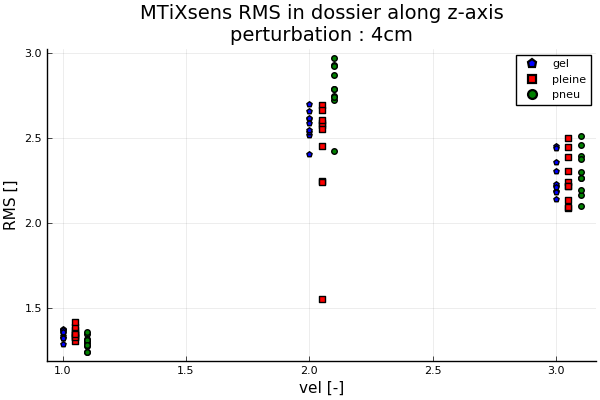 MTiXsens RMS in dossier along z-axis
perturbation : 4cm
3.0
2.5
2.0
1.5
RMS []
gel
pleine
pneu
1.0
1.5
2.0
2.5
3.0
vel [-]